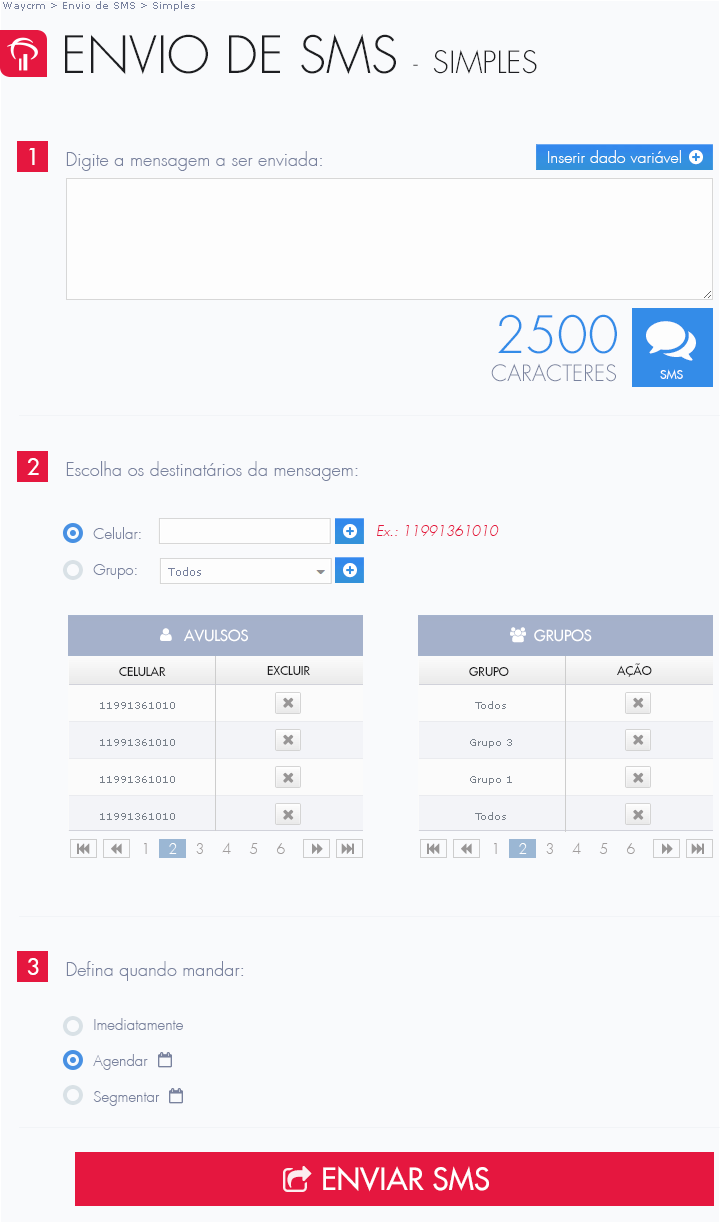 Waycrm > Envio de SMS > Simples
ENVIO DE SMS - SIMPLES
1 Digite a mensagem a ser enviada:
Inserir dado variável
2500
CARACTERES
SMS
2 Escolha os destinatários da mensagem:
Celular: Ex.: 11991361010
Grupo: Todos
AVULSOS
CELULAR EXCLUIR
11991361010
11991361010
11991361010
11991361010
1 2 3 4 5 6
GRUPOS
GRUPO AÇÃO
Todos
Grupo 3
Grupo 1
Todos
1 2 3 4 5 6
3 Defina quando mandar:
Imediatamente
Agendar
Segmentar
ENVIAR SMS